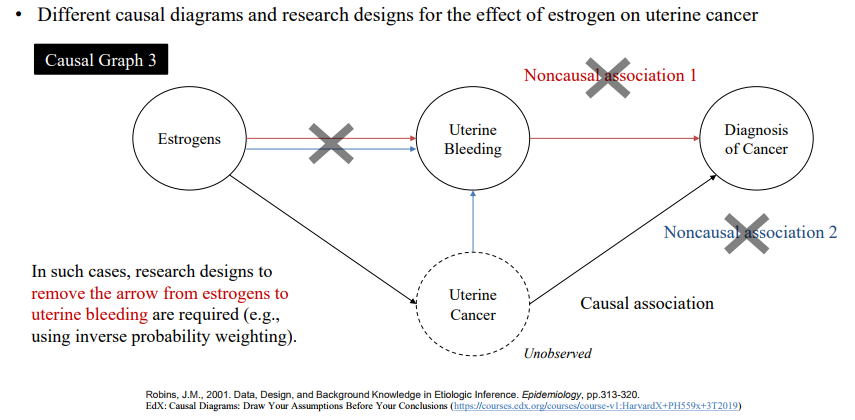 • Different causal diagrams and research designs for the effect of estrogen on uterine cancer
Causal Graph 3
Noncausal association 1
Estrogens
Uterine
Bleeding
Diagnosis
of Cancer
Noncausal association 2
In such cases, research designs to
remove the arrow from estrogens to
uterine bleeding are required (e.g.,
using inverse probability weighting).
Uterine
Cancer
Causal association
Unobserved
Robins, J.M., 2001. Data, Design, and Background Knowledge in Etiologic Inference. Epidemiology, pp.313-320.
EdX: Causal Diagrams: Draw Your Assumptions Before Your Conclusions (https://courses.edx.org/courses/course-v1:HarvardX+PH559x+3T2019)